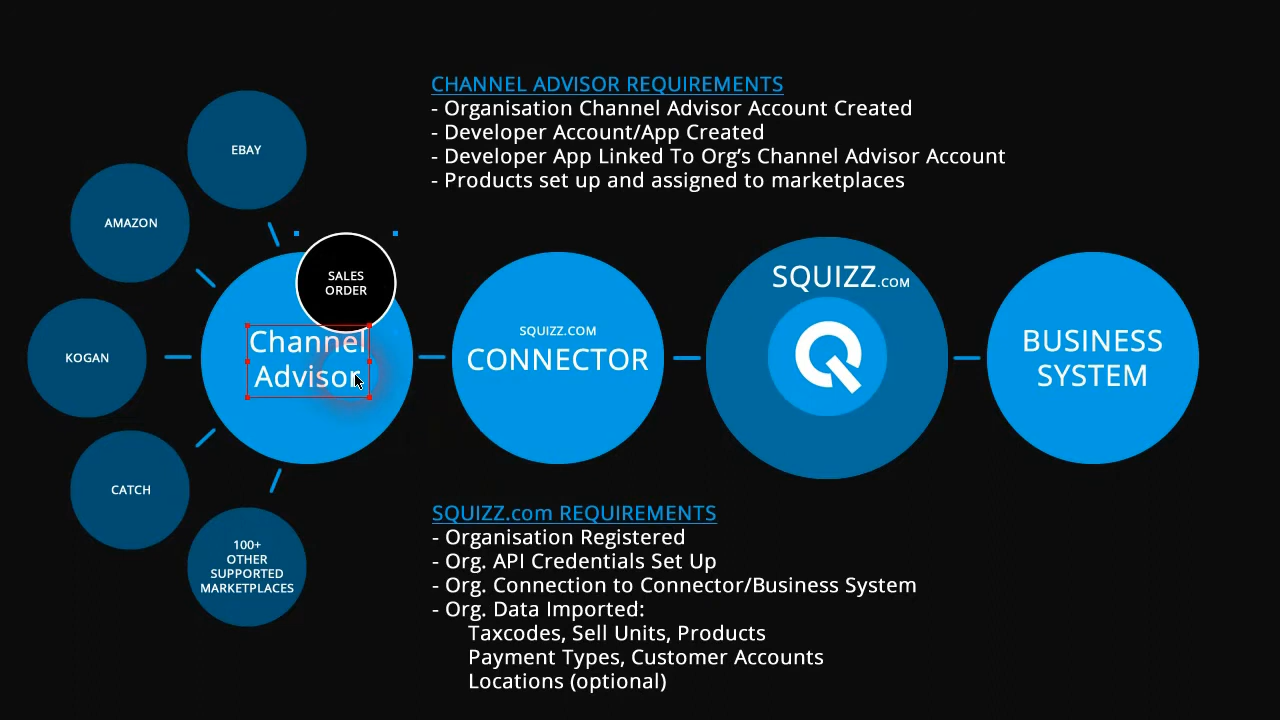 CHANNEL ADVISOR REQUIREMENTS
- Organisation Channel Advisor Account Created
- Developer Account/App Created
- Developer App Linked To Org’s Channel Advisor Account
- Products set up and assigned to marketplaces
EBAY
AMAZON
KOGAN
CATCH
100+
OTHER
SUPPORTED
MARKETPLACES
SALES
ORDER
Channel
Advisor
SQUIZZ.COM
CONNECTOR
SQUIZZ.COM
BUSINESS
SYSTEM
SQUIZZ.com REQUIREMENTS
- Organisation Registered
- Org. API Credentials Set Up
- Org. Connection to Connector/Business System
- Org. Data Imported:
Taxcodes, Sell Units, Products
Payment Types, Customer Accounts
Locations (optional)